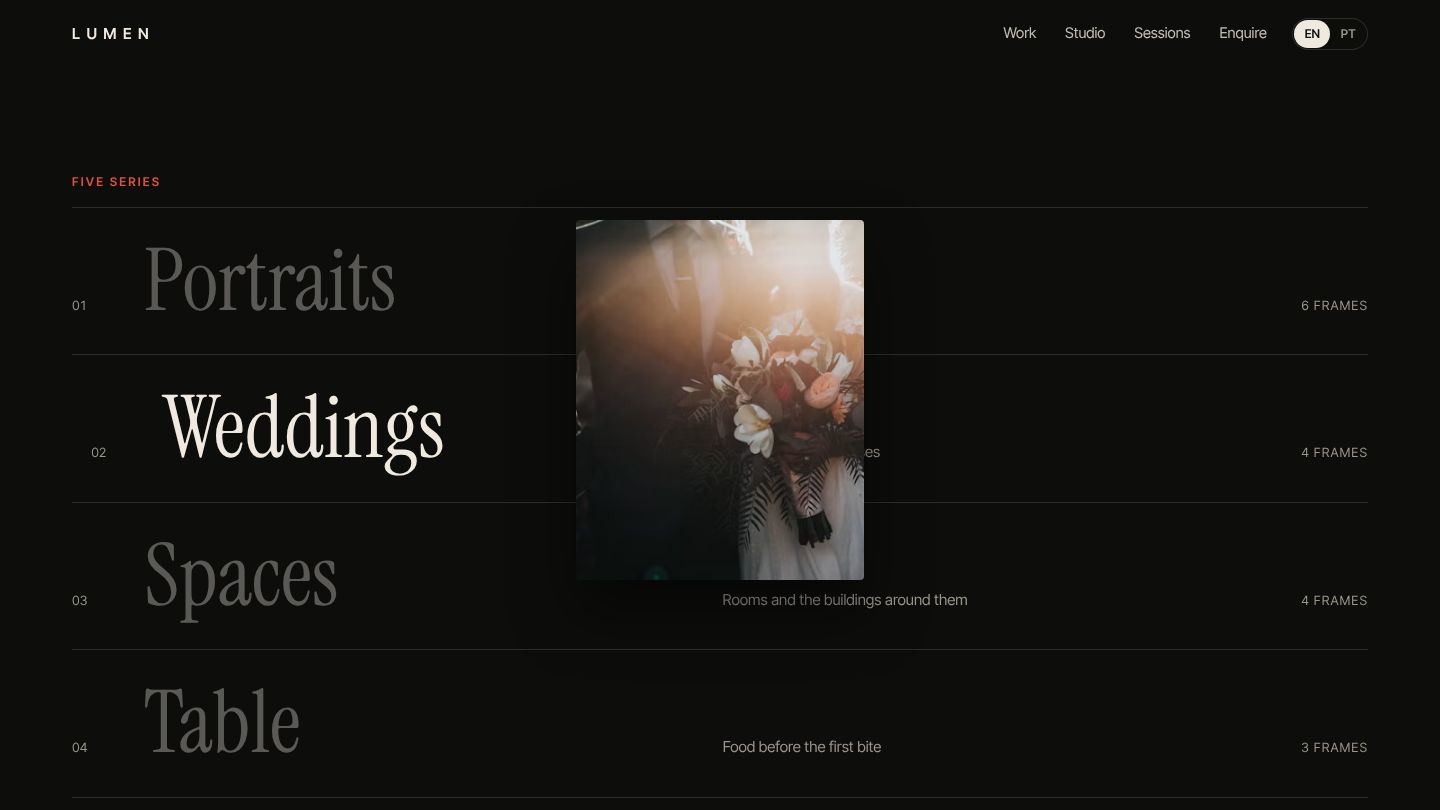 LUMEN
Work
Studio
Sessions
Enquire
EN
PT
FIVE SERIES
01
Portraits
6 FRAMES
02
Weddings
4 FRAMES
03
Spaces
Rooms and the buildings around them
4 FRAMES
04
Table
Food before the first bite
3 FRAMES